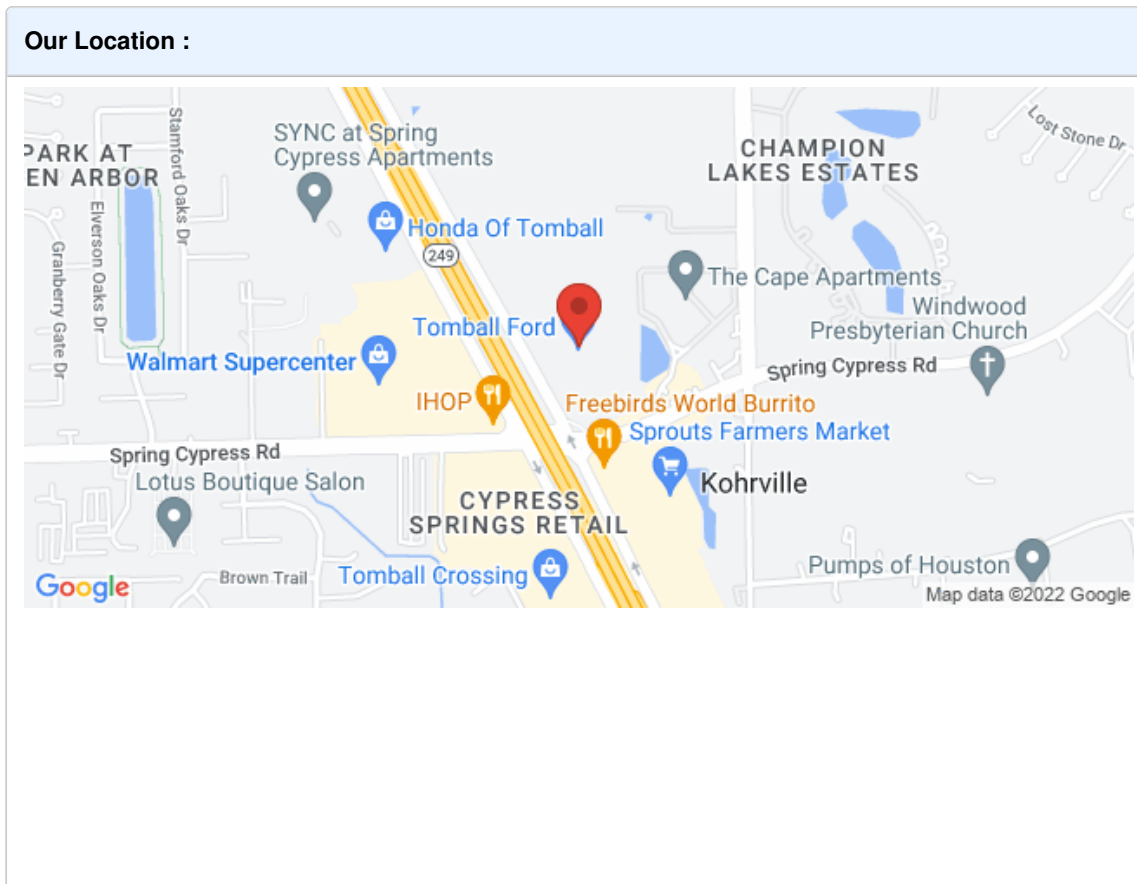 Our Location :
PARK AT
EN ARBOR
Stamford Oaks Dr
SYNC at Spring
Cypress Apartments
CHAMPION
LAKES ESTATES
Lost Stone Dr
Elverson Oaks Dr
Granberry Gate Dr
Honda Of Tomball
249
The Cape Apartments
Windwood
Presbyterian Church
Tomball Ford
Walmart Supercenter
Spring Cypress Rd
IHOP
Freebirds World Burrito
Sprouts Farmers Market
Spring Cypress Rd
Lotus Boutique Salon
Kohrville
CYPRESS
SPRINGS RETAIL
Pumps of Houston
Brown Trail
Tomball Crossing
Google
Map data ©2022 Google